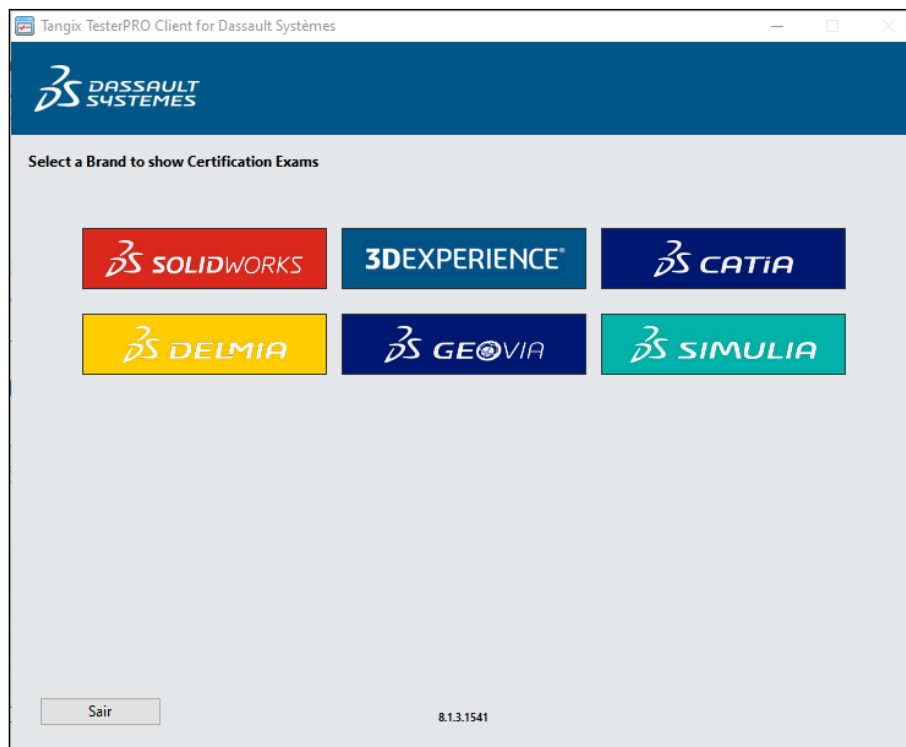 Tangix TesterPRO Client for Dassault Systèmes
DASSAULT
SYSTEMES
Select a Brand to show Certification Exams
SOLIDWORKS
3DEXPERIENCE®
CATIA
DELMIA
GEOVIA
SIMULIA
Sair
8.1.3.1541